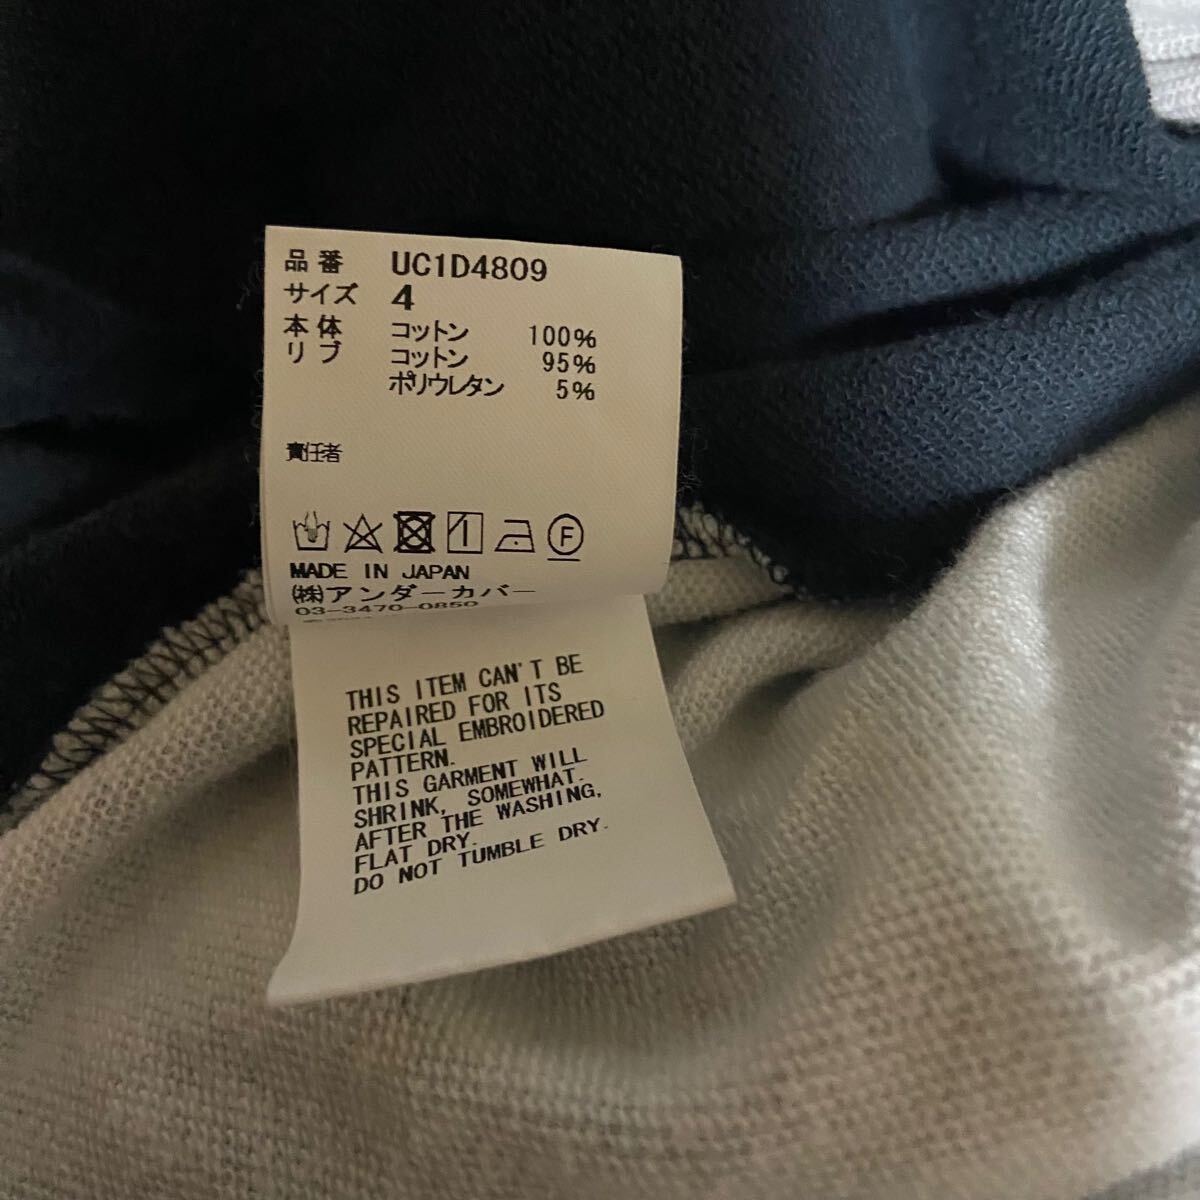 品番 UC1D4809
サイズ 4
本体 コットン 100%
リブ コットン 95%
ポリウレタン 5%
責任者
F
MADE IN JAPAN
(株)アンダーカバー
03-3470-0850
THIS ITEM CAN'T BE
REPAIRED FOR ITS
SPECIAL EMBROIDERED
PATTERN.
THIS GARMENT WILL
SHRINK, SOMEWHAT.
AFTER THE WASHING,
FLAT DRY.
DO NOT TUMBLE DRY.